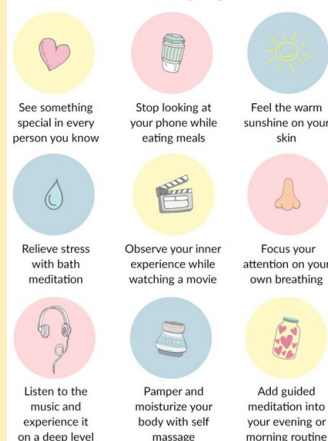 See something
special in every
person you know
Stop looking at
your phone while
eating meals
Feel the warm
sunshine on your
skin
Relieve stress
with bath
meditation
Observe your inner
experience while
watching a movie
Focus your
attention on your
own breathing
Listen to the
music and
experience it
on a deep level
Pamper and
moisturize your
body with self
massage
Add guided
meditation into
your evening or
morning routine